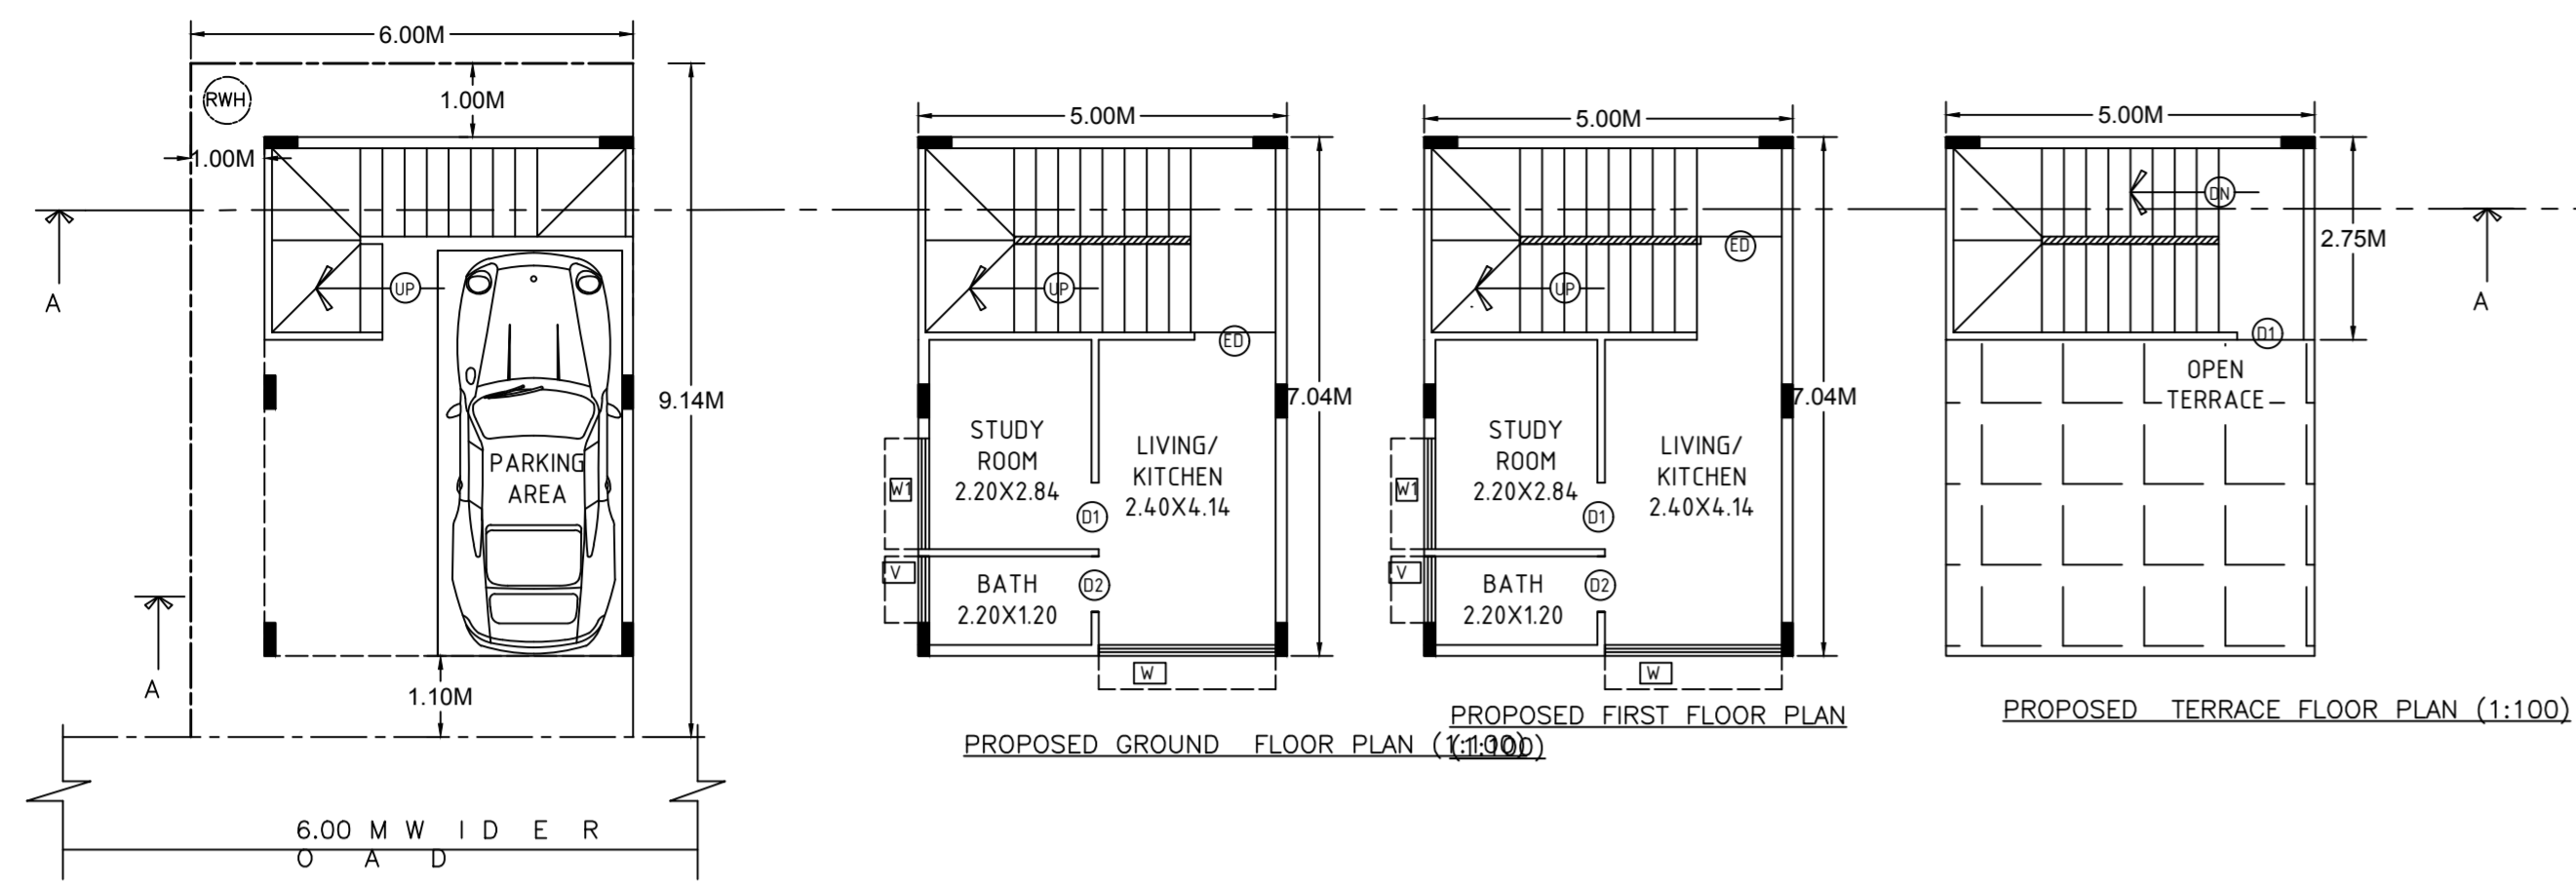 6.00M
RWH
1.00M
1.00M
A
UP
PARKING
AREA
9.14M
A
1.10M
6.00 M W I D E R
O A D
5.00M
UP
ED
7.04M
STUDY
ROOM
2.20X2.84
LIVING/
KITCHEN
2.40X4.14
W1
D1
V
BATH
2.20X1.20
D2
W
PROPOSED GROUND FLOOR PLAN (1:100)
5.00M
ED
UP
7.04M
STUDY
ROOM
2.20X2.84
LIVING/
KITCHEN
2.40X4.14
W1
D1
V
BATH
2.20X1.20
D2
W
PROPOSED FIRST FLOOR PLAN
(1:100)
5.00M
DN
2.75M
A
D1
OPEN
TERRACE
PROPOSED TERRACE FLOOR PLAN (1:100)